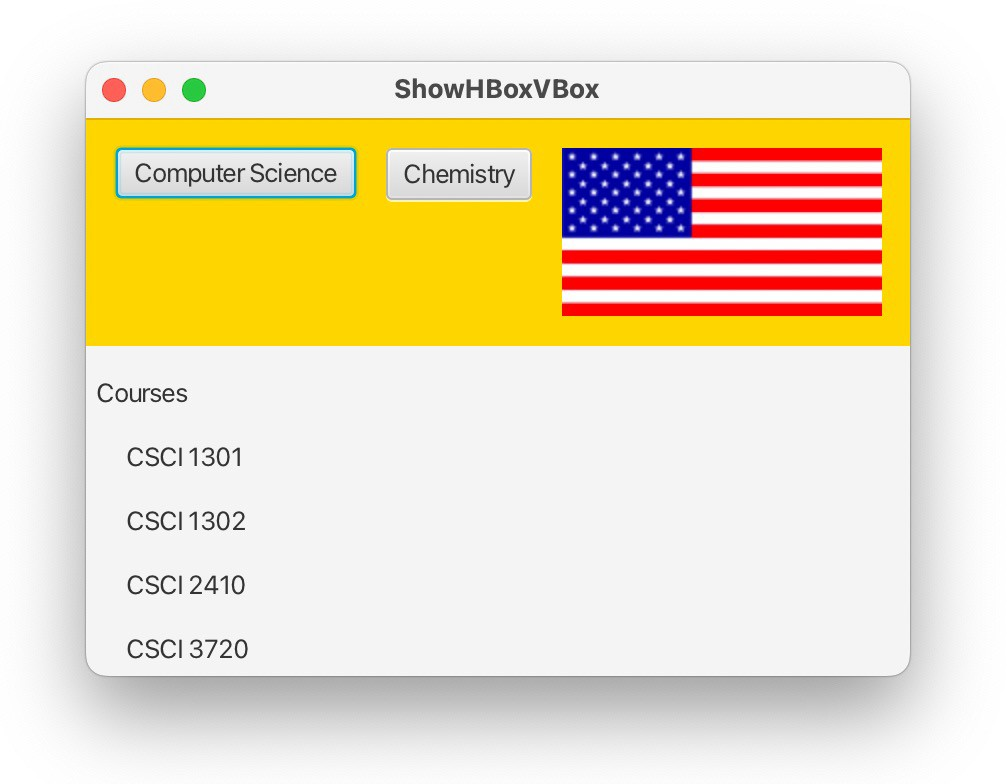 ShowHBoxVBox
Computer Science Chemistry
Courses
CSCI 1301
CSCI 1302
CSCI 2410
CSCI 3720